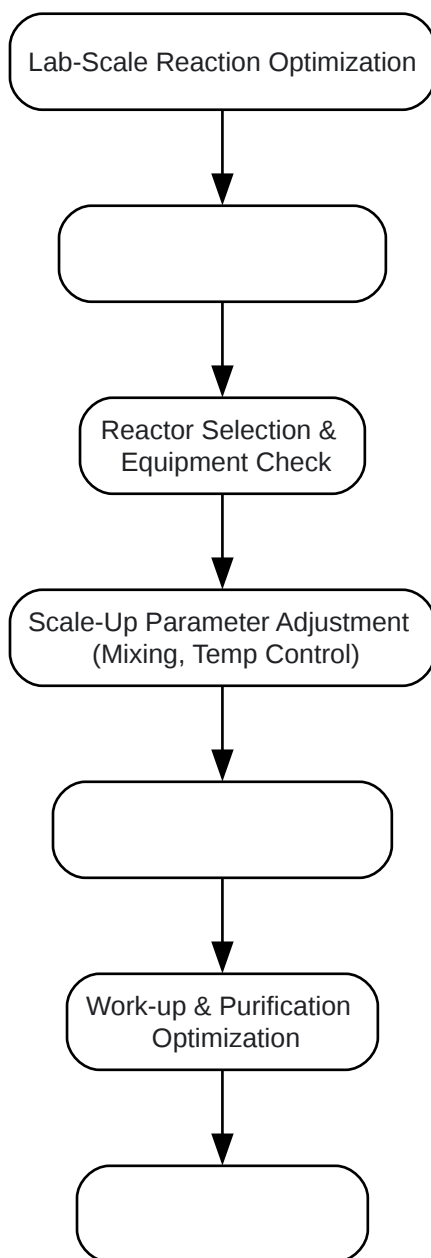 Lab-Scale Reaction Optimization
Reactor Selection &
Equipment Check
Scale-Up Parameter Adjustment
(Mixing, Temp Control)
Work-up & Purification
Optimization